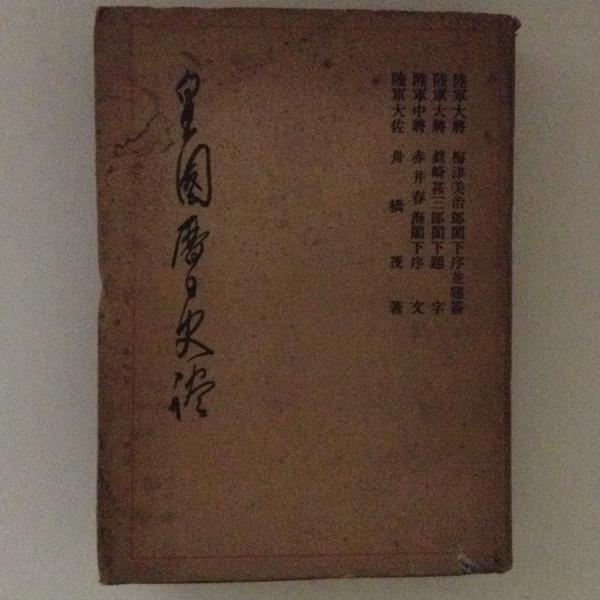 陸軍大將 梅津美治郎閣下序並題簽
陸軍大將 眞崎甚三郎閣下題字
陸軍中將 赤井春海閣下序文
陸軍大佐 舟橋茂著
皇國暦日史談